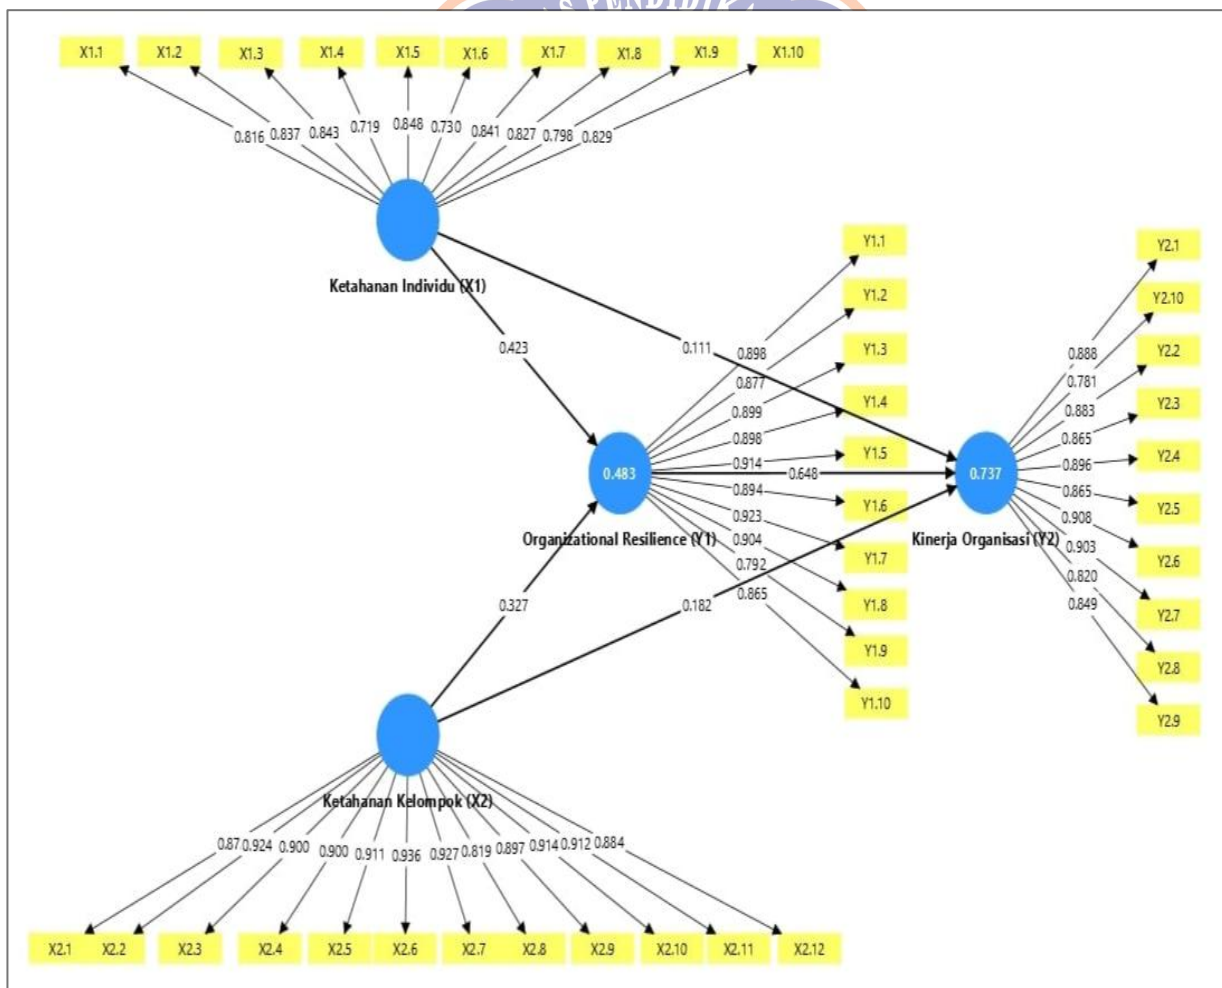 S PENDIDIKA
X1.1 X1.2 X1.3 X1.4 X1.5 X1.6 X1.7 X1.8 X1.9 X1.10
0.816 0.837 0.843 0.719 0.848 0.730 0.841 0.827 0.798 0.829
Ketahanan Individu (X1)
0.423
0.111
Y1.1
Y1.2
Y1.3
Y1.4
Y1.5
Y1.6
Y1.7
Y1.8
Y1.9
Y1.10
0.898
0.877
0.899
0.898
0.914
0.648
0.894
0.923
0.904
0.792
0.865
0.483
Organizational Resilience (Y1)
0.737
Kinerja Organisasi (Y2)
Y2.1
Y2.10
Y2.2
Y2.3
Y2.4
Y2.5
Y2.6
Y2.7
Y2.8
Y2.9
0.888
0.781
0.883
0.865
0.896
0.865
0.908
0.903
0.820
0.849
0.327
0.182
Ketahanan Kelompok (X2)
0.87 0.924 0.900 0.900 0.911 0.936 0.927 0.819 0.897 0.914 0.912 0.884
X2.1 X2.2 X2.3 X2.4 X2.5 X2.6 X2.7 X2.8 X2.9 X2.10 X2.11 X2.12